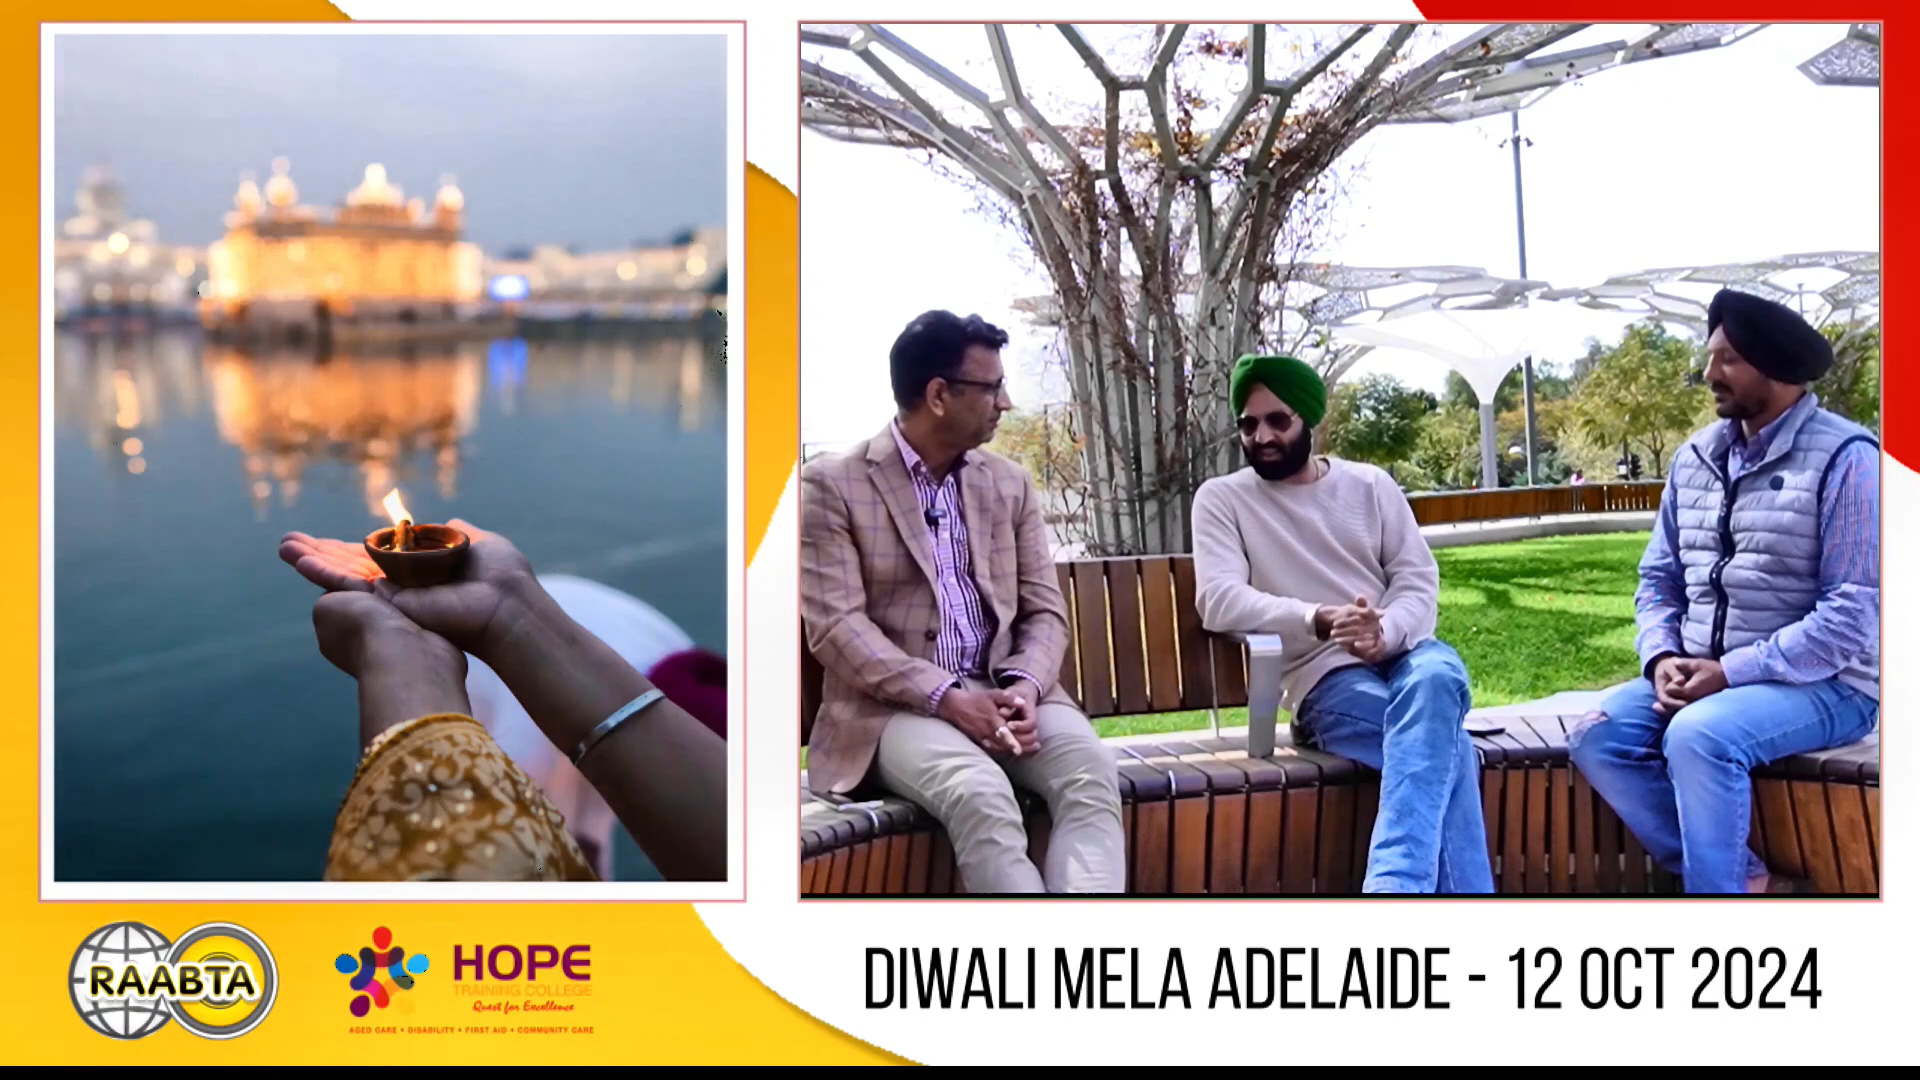 RAABTA
HOPE
TRAINING COLLEGE
Quest for Excellence
AGED CARE • DISABILITY • FIRST AID • COMMUNITY CARE
DIWALI MELA ADELAIDE - 12 OCT 2024